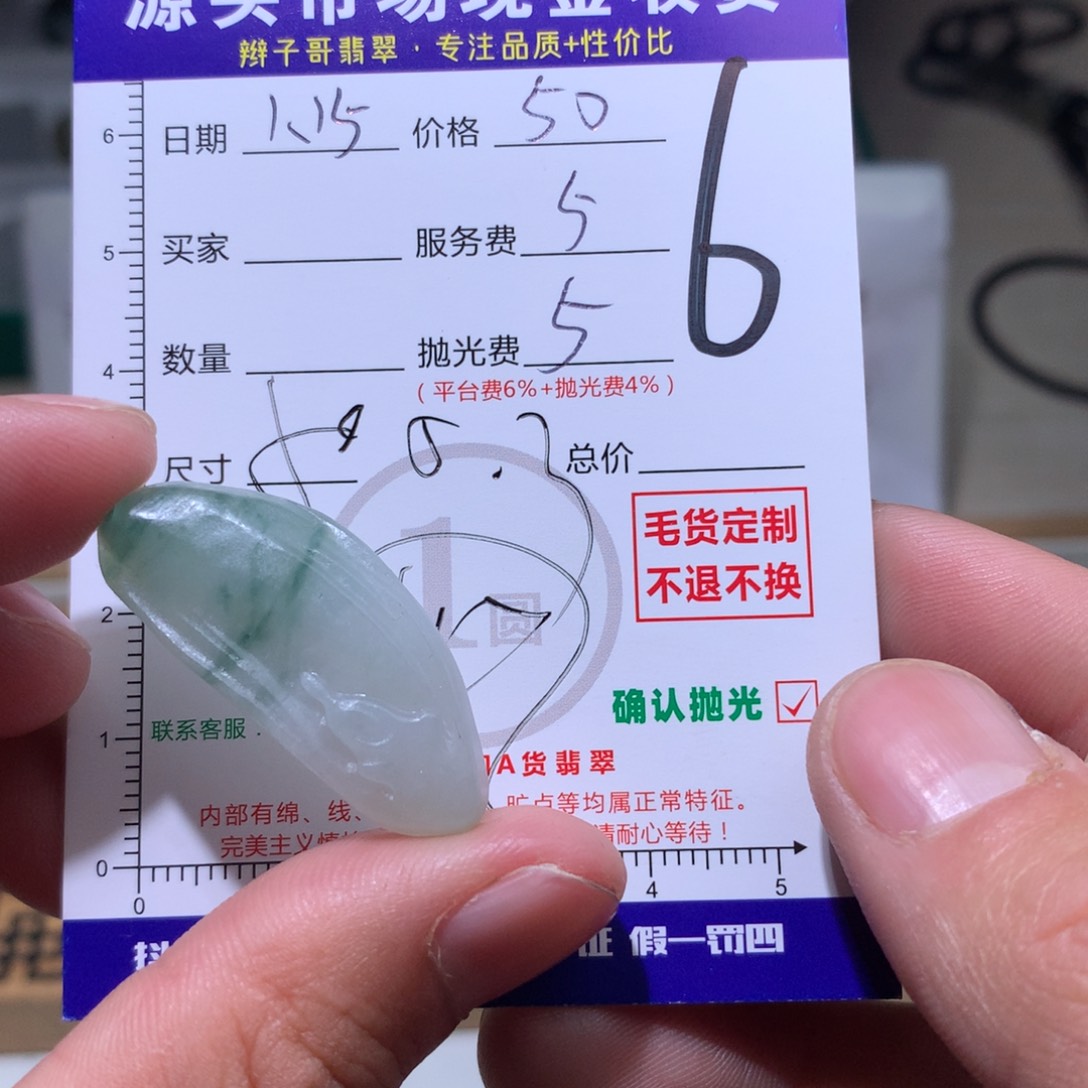 源头市场现金收货
辫子哥翡翠 · 专注品质+性价比
日期 1.15 价格 50
6
买家 服务费 5
数量 抛光费 5
(平台费6%+抛光费4%)
尺寸 总价
毛货定制
不退不换
1圆
确认抛光 ☑
联系客服:
A货翡翠
内部有绵、线、 旷点等均属正常特征。
完美主义慎 请耐心等待!
6
5
4
2
1
0
0 4 5
证 假一罚四